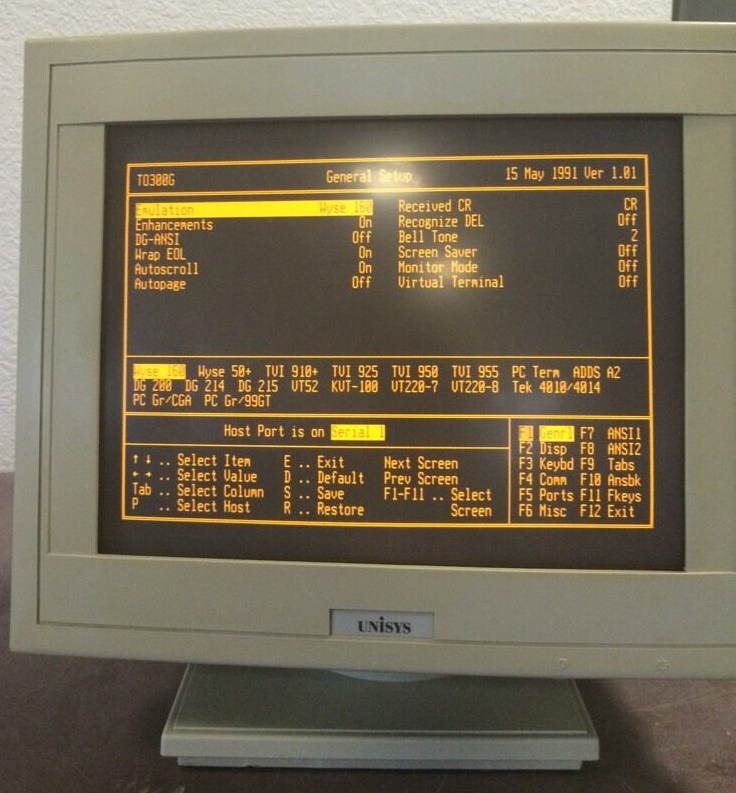 TO300G General Setup 15 May 1991 Ver 1.01
Emulation Wyse 160 Received CR CR
Enhancements On Recognize DEL Off
DG-ANSI Off Bell Tone 2
Wrap EOL On Screen Saver Off
Autoscroll On Monitor Mode Off
Autopage Off Virtual Terminal Off
Wyse 160 Wyse 50+ TVI 910+ TVI 925 TVI 950 TVI 955 PC Term ADDS A2
DG 200 DG 214 DG 215 VT52 KVT-100 VT220-7 VT220-8 Tek 4010/4014
PC Gr/CGA PC Gr/99GT
Host Port is on Serial 1
↑ ↓ .. Select Item E .. Exit Next Screen
← → .. Select Value D .. Default Prev Screen
Tab .. Select Column S .. Save F1-F11 .. Select
P .. Select Host R .. Restore Screen
F1 Genrl F7 ANSI1
F2 Disp F8 ANSI2
F3 Keybd F9 Tabs
F4 Comm F10 Ansbk
F5 Ports F11 Fkeys
F6 Misc F12 Exit
UNISYS